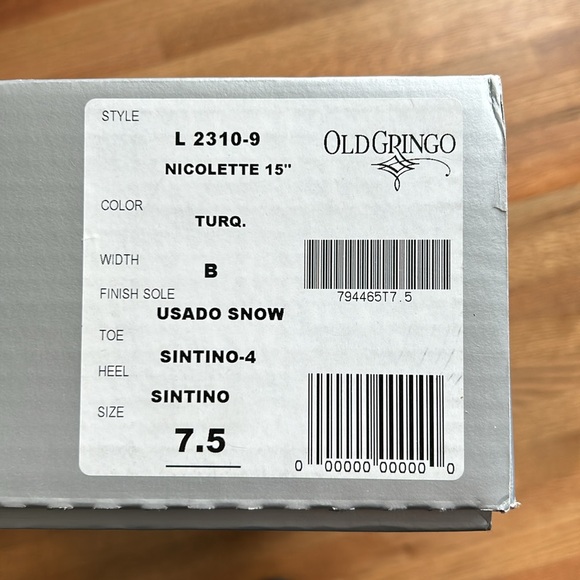 STYLE
L 2310-9
NICOLETTE 15"
OLD GRINGO
COLOR
TURQ.
WIDTH
B
794465T7.5
FINISH SOLE
USADO SNOW
TOE
SINTINO-4
HEEL
SINTINO
SIZE
7.5
0 00000 00000 0